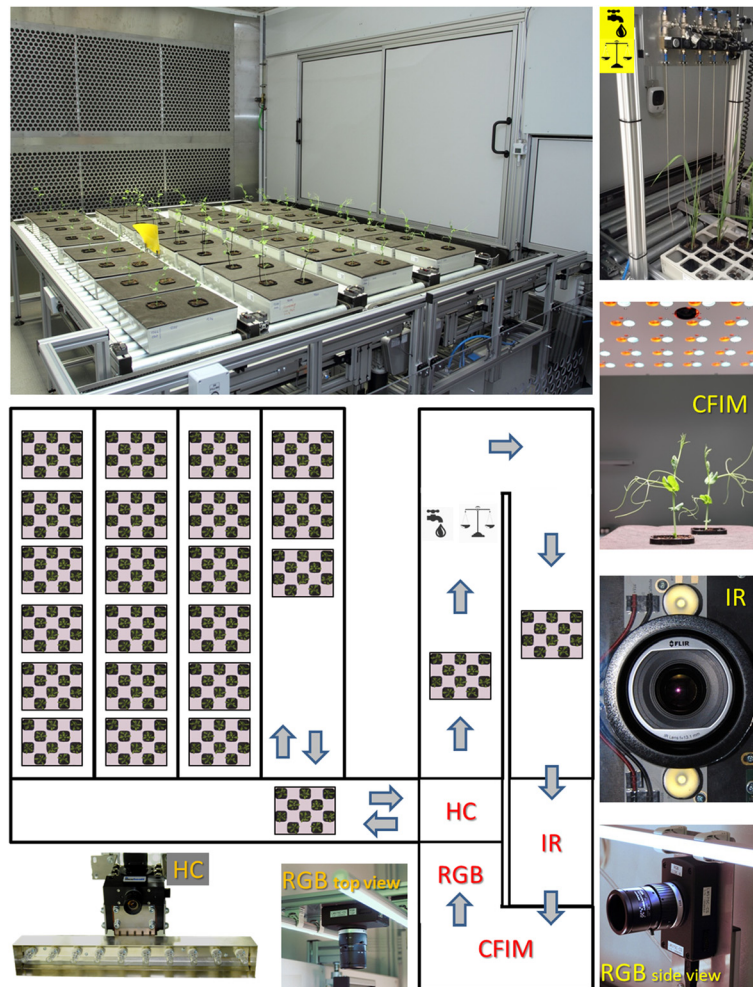 CFIM
FLIR
IR
HC
IR
RGB
CFIM
HC
RGB top view
RGB side view